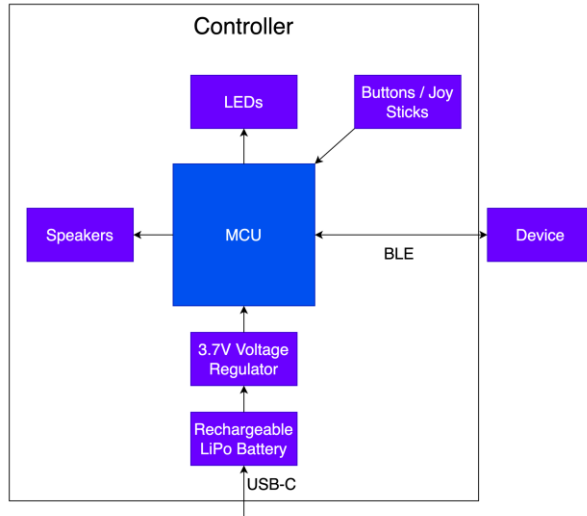 Controller
LEDs
Buttons / Joy
Sticks
Speakers
MCU
BLE
Device
3.7V Voltage
Regulator
Rechargeable
LiPo Battery
USB-C